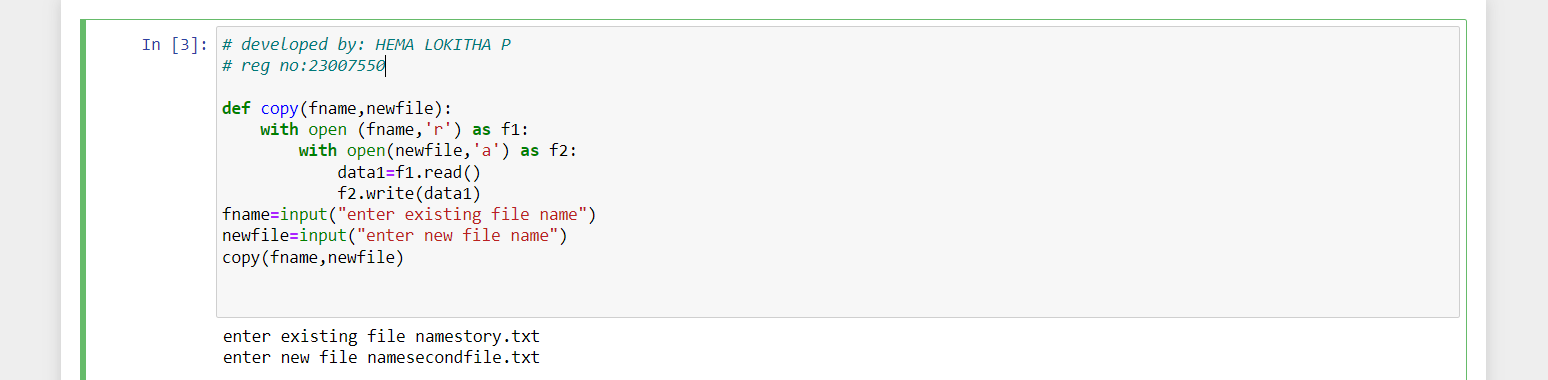 In [3]: # developed by: HEMA LOKITHA P
# reg no:23007550
def copy(fname,newfile):
    with open (fname,'r') as f1:
        with open(newfile,'a') as f2:
            data1=f1.read()
            f2.write(data1)
fname=input("enter existing file name")
newfile=input("enter new file name")
copy(fname,newfile)
enter existing file namestory.txt
enter new file namesecondfile.txt